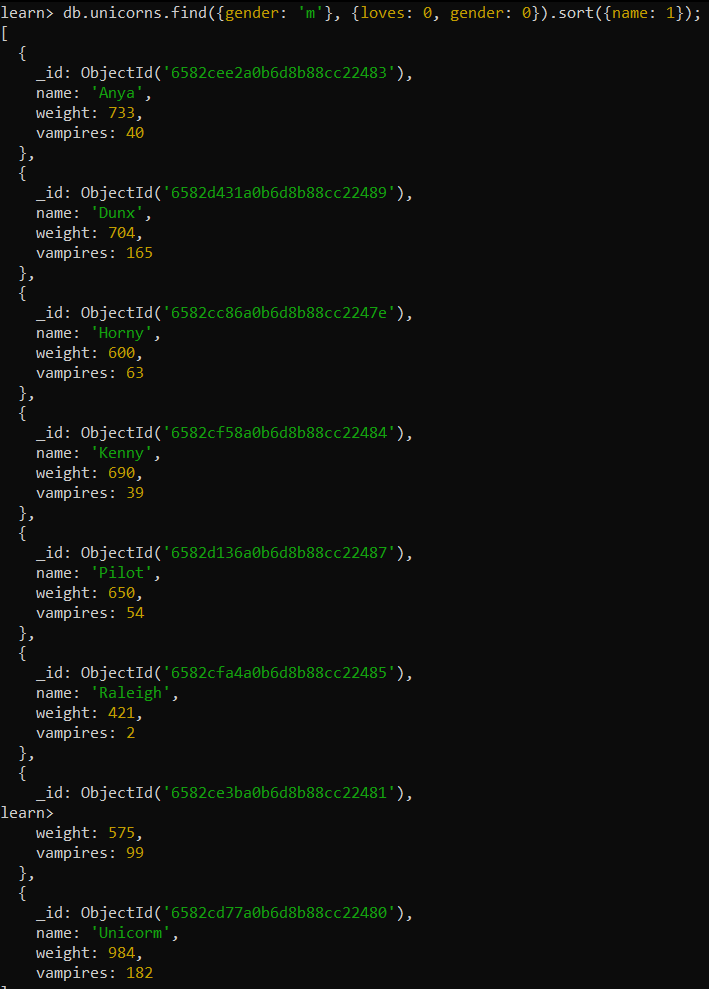 learn> db.unicorns.find({gender: 'm'}, {loves: 0, gender: 0}).sort({name: 1});
[
  {
    _id: ObjectId('6582cee2a0b6d8b88cc22483'),
    name: 'Anya',
    weight: 733,
    vampires: 40
  },
  {
    _id: ObjectId('6582d431a0b6d8b88cc22489'),
    name: 'Dunx',
    weight: 704,
    vampires: 165
  },
  {
    _id: ObjectId('6582cc86a0b6d8b88cc2247e'),
    name: 'Horny',
    weight: 600,
    vampires: 63
  },
  {
    _id: ObjectId('6582cf58a0b6d8b88cc22484'),
    name: 'Kenny',
    weight: 690,
    vampires: 39
  },
  {
    _id: ObjectId('6582d136a0b6d8b88cc22487'),
    name: 'Pilot',
    weight: 650,
    vampires: 54
  },
  {
    _id: ObjectId('6582cfa4a0b6d8b88cc22485'),
    name: 'Raleigh',
    weight: 421,
    vampires: 2
  },
  {
    _id: ObjectId('6582ce3ba0b6d8b88cc22481'),
learn>
    weight: 575,
    vampires: 99
  },
  {
    _id: ObjectId('6582cd77a0b6d8b88cc22480'),
    name: 'Unicorm',
    weight: 984,
    vampires: 182